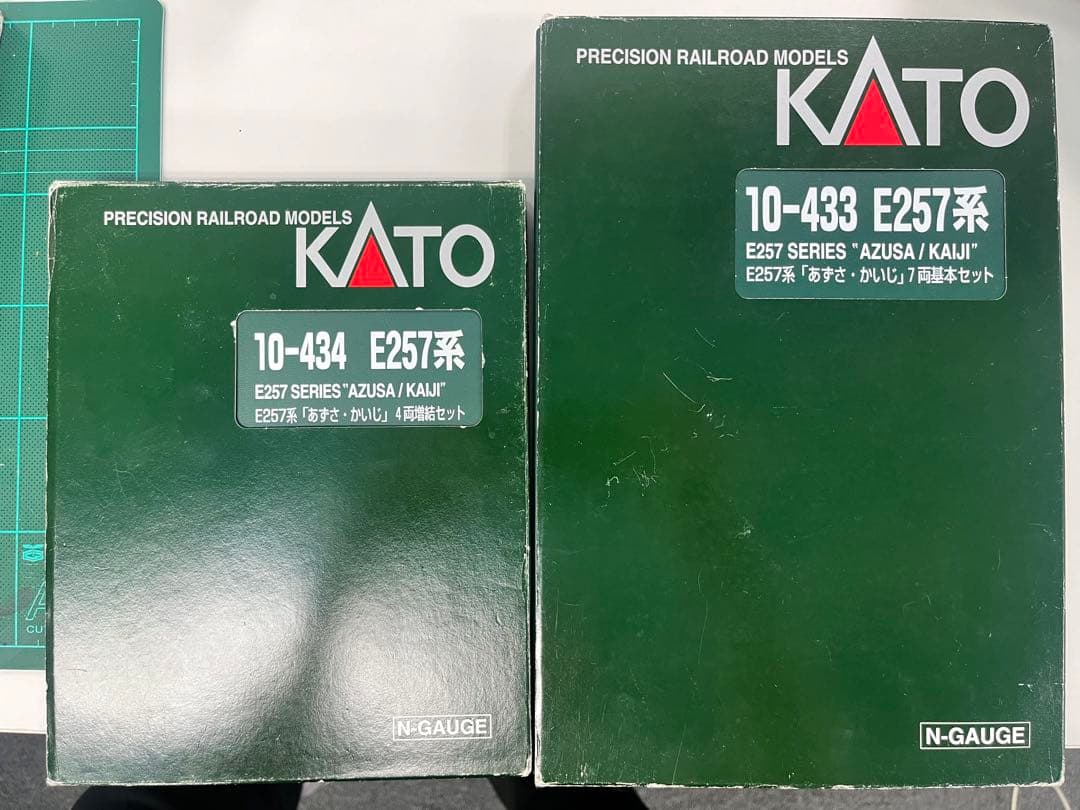 PRECISION RAILROAD MODELS
KATO
10-434 E257系
E257 SERIES "AZUSA / KAIJI"
E257系「あずさ・かいじ」4両増結セット
N-GAUGE
PRECISION RAILROAD MODELS
KATO
10-433 E257系
E257 SERIES "AZUSA / KAIJI"
E257系「あずさ・かいじ」7両基本セット
N-GAUGE